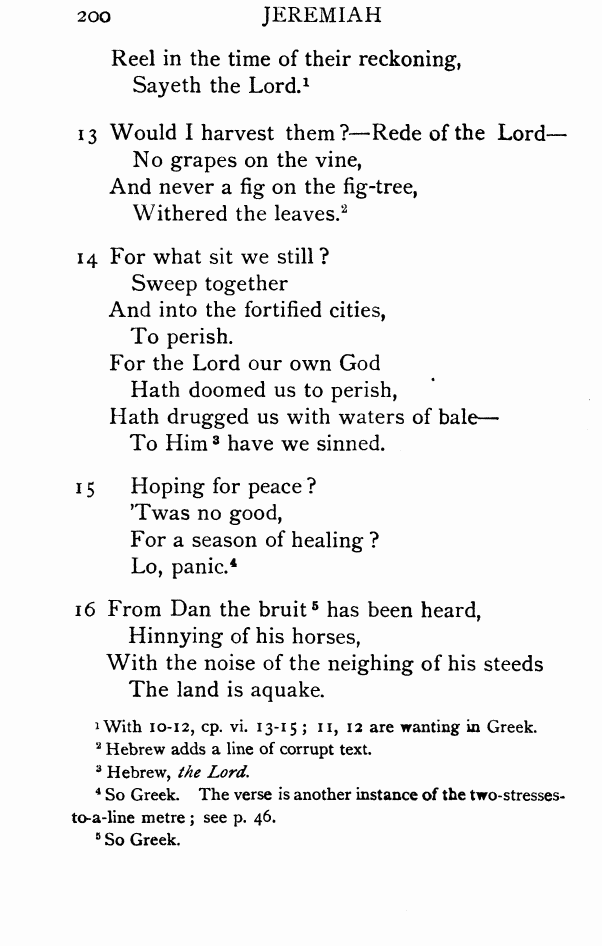 200 JEREMIAH
Reel in the time of their reckoning,
Sayeth the Lord.¹
13 Would I harvest them?—Rede of the Lord—
No grapes on the vine,
And never a fig on the fig-tree,
Withered the leaves.²
14 For what sit we still?
Sweep together
And into the fortified cities,
To perish.
For the Lord our own God
Hath doomed us to perish,
Hath drugged us with waters of bale—
To Him³ have we sinned.
15 Hoping for peace?
'Twas no good,
For a season of healing?
Lo, panic.⁴
16 From Dan the bruit⁵ has been heard,
Hinnying of his horses,
With the noise of the neighing of his steeds
The land is aquake.
¹ With 10-12, cp. vi. 13-15; 11, 12 are wanting in Greek.
² Hebrew adds a line of corrupt text.
³ Hebrew, the Lord.
⁴ So Greek. The verse is another instance of the two-stresses-
to-a-line metre; see p. 46.
⁵ So Greek.